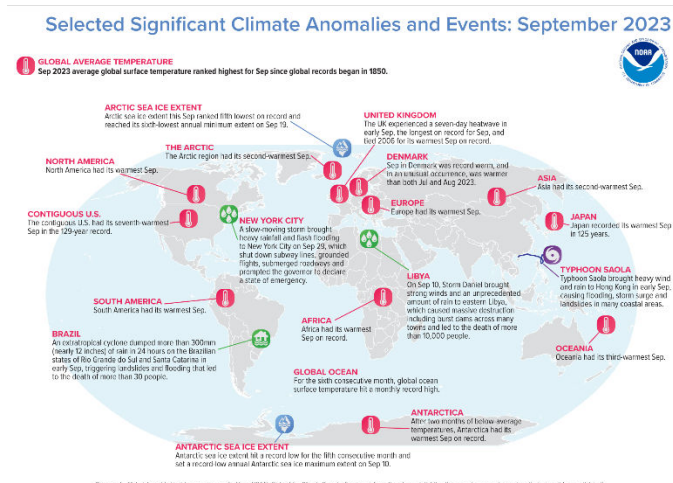 Selected Significant Climate Anomalies and Events: September 2023
NOAA
GLOBAL AVERAGE TEMPERATURE
Sep 2023 average global surface temperature ranked highest for Sep since global records began in 1850.
ARCTIC SEA ICE EXTENT
Arctic sea ice extent this Sep ranked fifth lowest on record and
reached its sixth-lowest annual minimum extent on Sep 19.
UNITED KINGDOM
The UK experienced a seven-day heatwave in
early Sep, the longest on record for Sep, and
tied 2006 for its warmest Sep on record.
THE ARCTIC
The Arctic region had its second-warmest Sep.
NORTH AMERICA
North America had its warmest Sep.
DENMARK
Sep in Denmark was record warm, and
in an unusual occurrence, was warmer
than both Jul and Aug 2023.
ASIA
Asia had its second-warmest Sep.
EUROPE
Europe had its warmest Sep.
CONTIGUOUS U.S.
The contiguous U.S. had its seventh-warmest
Sep in the 129-year record.
NEW YORK CITY
A slow-moving storm brought
heavy rainfall and flash flooding
to New York City on Sep 29, which
shut down subway lines, grounded
flights, submerged roadways and
prompted the governor to declare
a state of emergency.
JAPAN
Japan recorded its warmest Sep
in 125 years.
LIBYA
On Sep 10, Storm Daniel brought
strong winds and an unprecedented
amount of rain to eastern Libya,
which caused massive destruction
including burst dams across many
towns and led to the death of more
than 10,000 people.
TYPHOON SAOLA
Typhoon Saola brought heavy wind
and rain to Hong Kong in early Sep,
causing flooding, storm surge and
landsides in many coastal areas.
SOUTH AMERICA
South America had its warmest Sep.
AFRICA
Africa had its warmest
Sep on record.
BRAZIL
An extratropical cyclone dumped more than 300mm
(nearly 12 inches) of rain in 24 hours on the Brazilian
states of Rio Grande do Sul and Santa Catarina in
early Sep, triggering landslides and flooding that led
to the death of more than 30 people.
OCEANIA
Oceania had its third-warmest Sep.
GLOBAL OCEAN
For the sixth consecutive month, global ocean
surface temperature hit a monthly record high.
ANTARCTICA
After two months of below-average
temperatures, Antarctica had its
warmest Sep on record.
ANTARCTIC SEA ICE EXTENT
Antarctic sea ice extent hit a record low for the fifth consecutive month and
set a record-low annual Antarctic sea ice maximum extent on Sep 10.